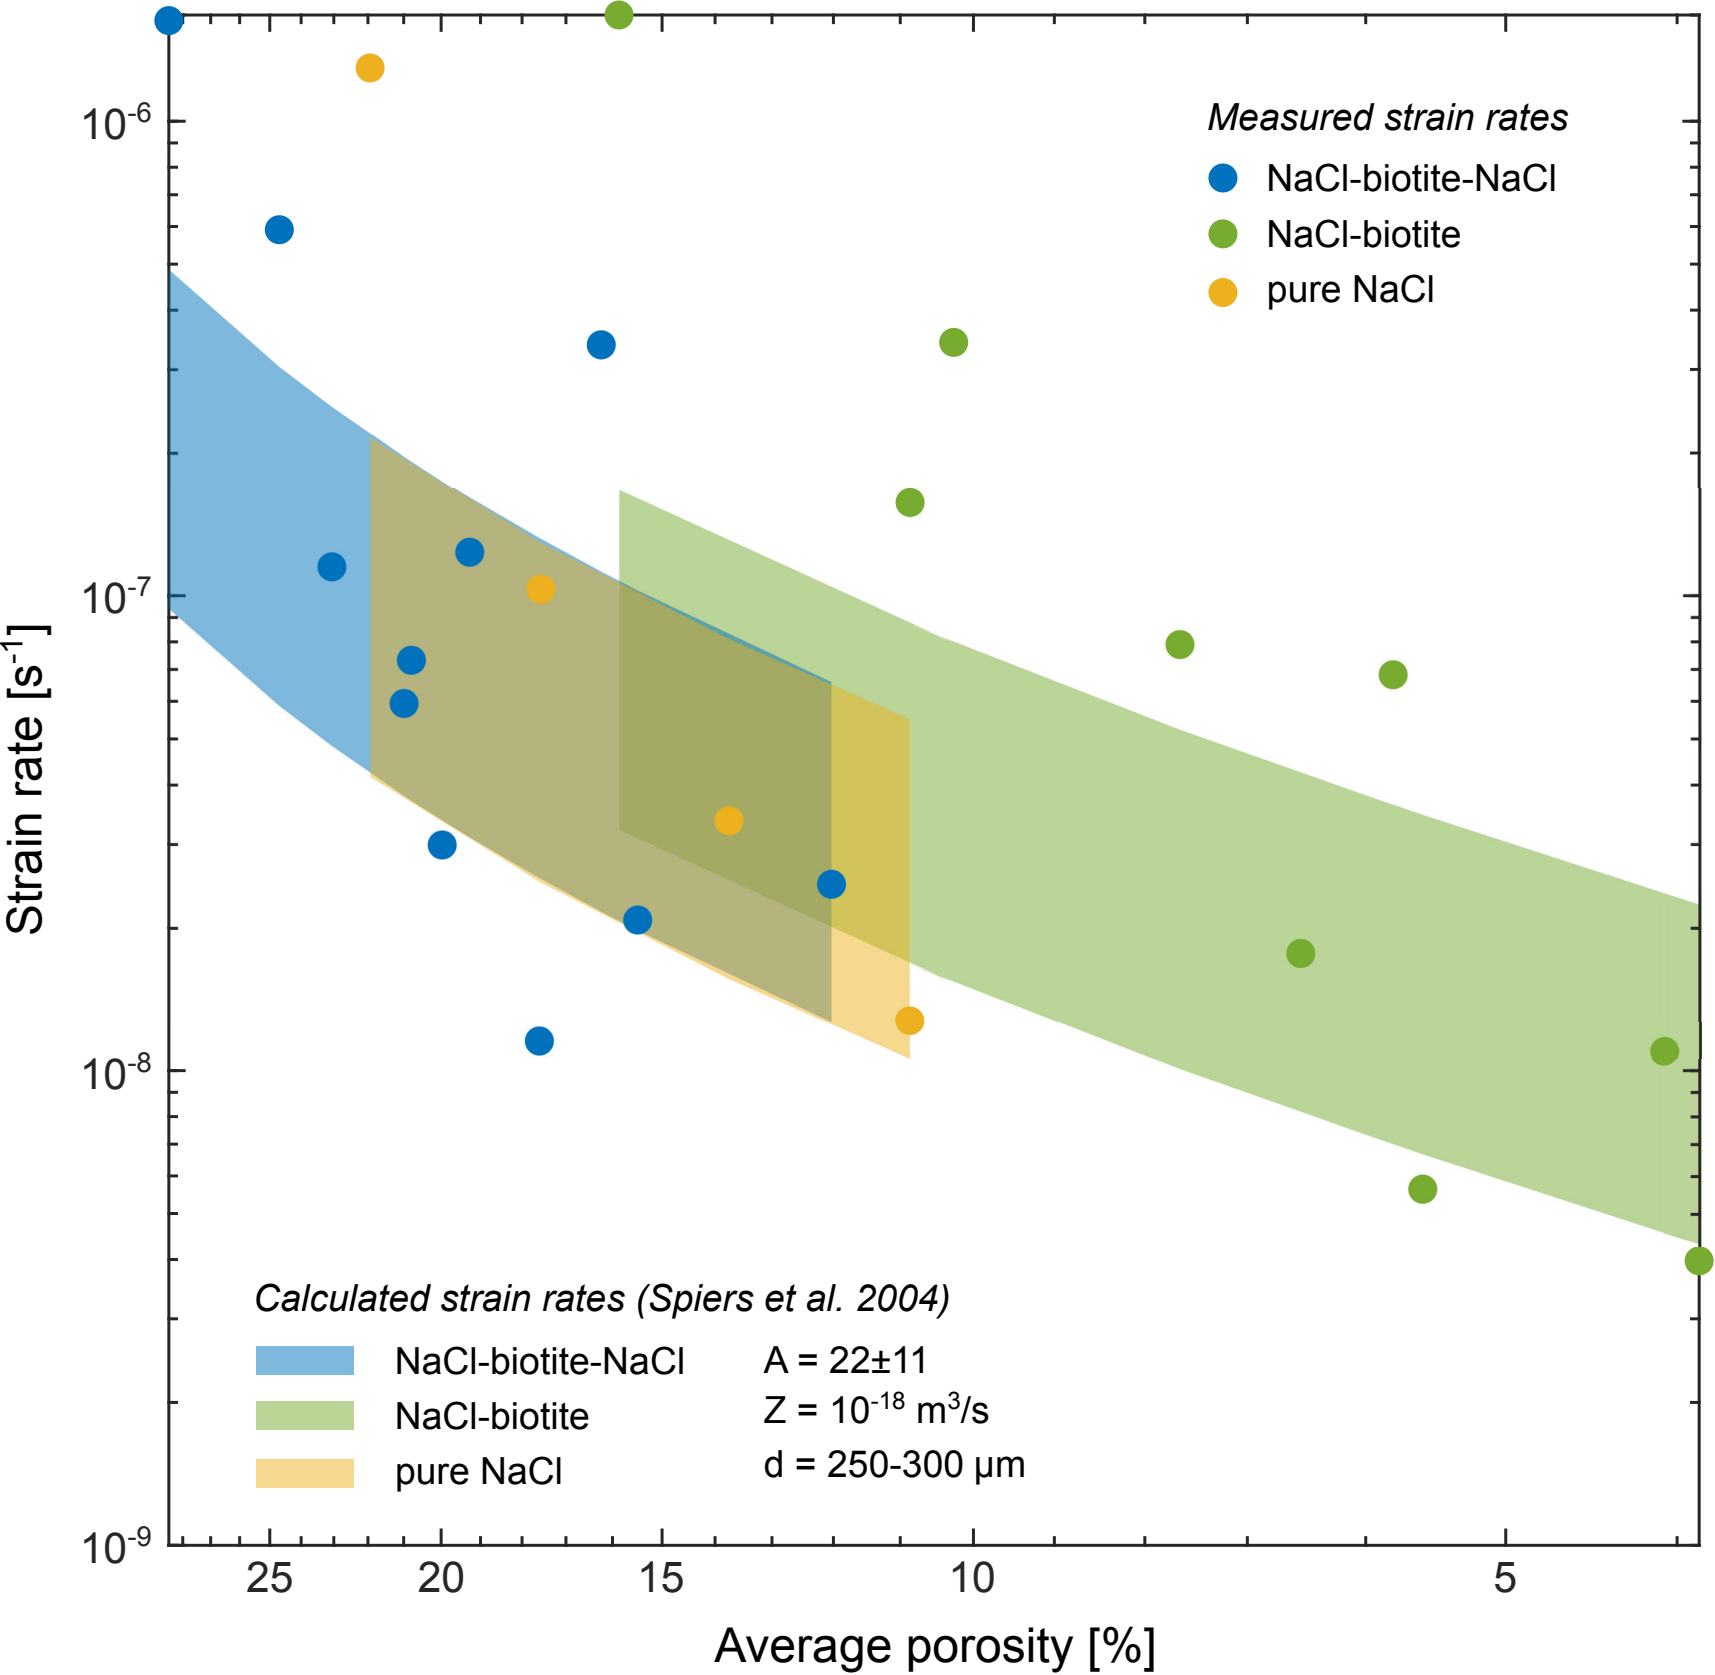 Measured strain rates
NaCl-biotite-NaCl
NaCl-biotite
pure NaCl
10⁻⁶
10⁻⁷
10⁻⁸
10⁻⁹
Strain rate [s⁻¹]
Calculated strain rates (Spiers et al. 2004)
NaCl-biotite-NaCl A = 22±11
NaCl-biotite Z = 10⁻¹⁸ m³/s
pure NaCl d = 250-300 µm
25 20 15 10 5
Average porosity [%]